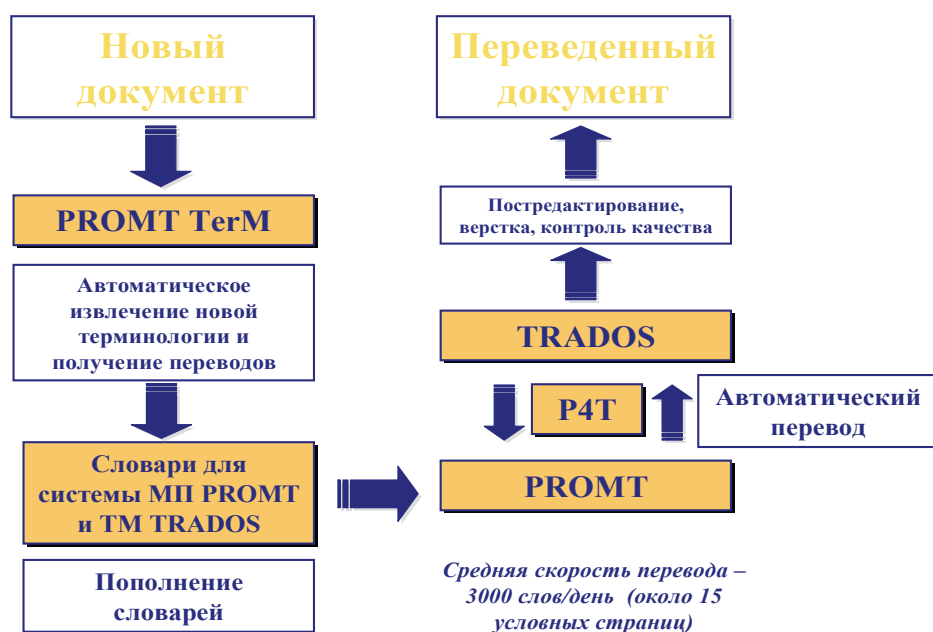 Новый
документ
PROMT TerM
Автоматическое
извлечение новой
терминологии и
получение переводов
Словари для
системы МП PROMT
и ТМ TRADOS
Пополнение
словарей
Переведенный
документ
Постредактирование,
верстка, контроль качества
TRADOS
P4T
Автоматический
перевод
PROMT
Средняя скорость перевода –
3000 слов/день (около 15
условных страниц)